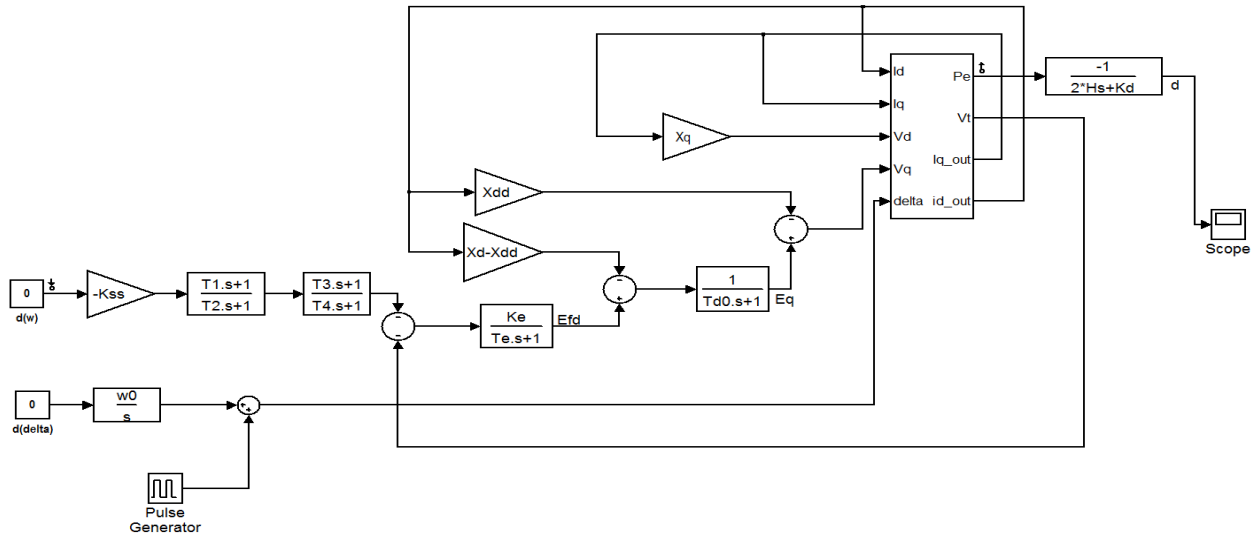 Id
Iq
Vd
Vq
delta
Pe
Vt
Iq_out
id_out
-1
2*Hs+Kd
d
Scope
Xq
Xdd
Xd-Xdd
1
Td0.s+1
Eq
0
d(w)
-Kss
T1.s+1
T2.s+1
T3.s+1
T4.s+1
Ke
Te.s+1
Efd
0
d(delta)
w0
s
Pulse
Generator